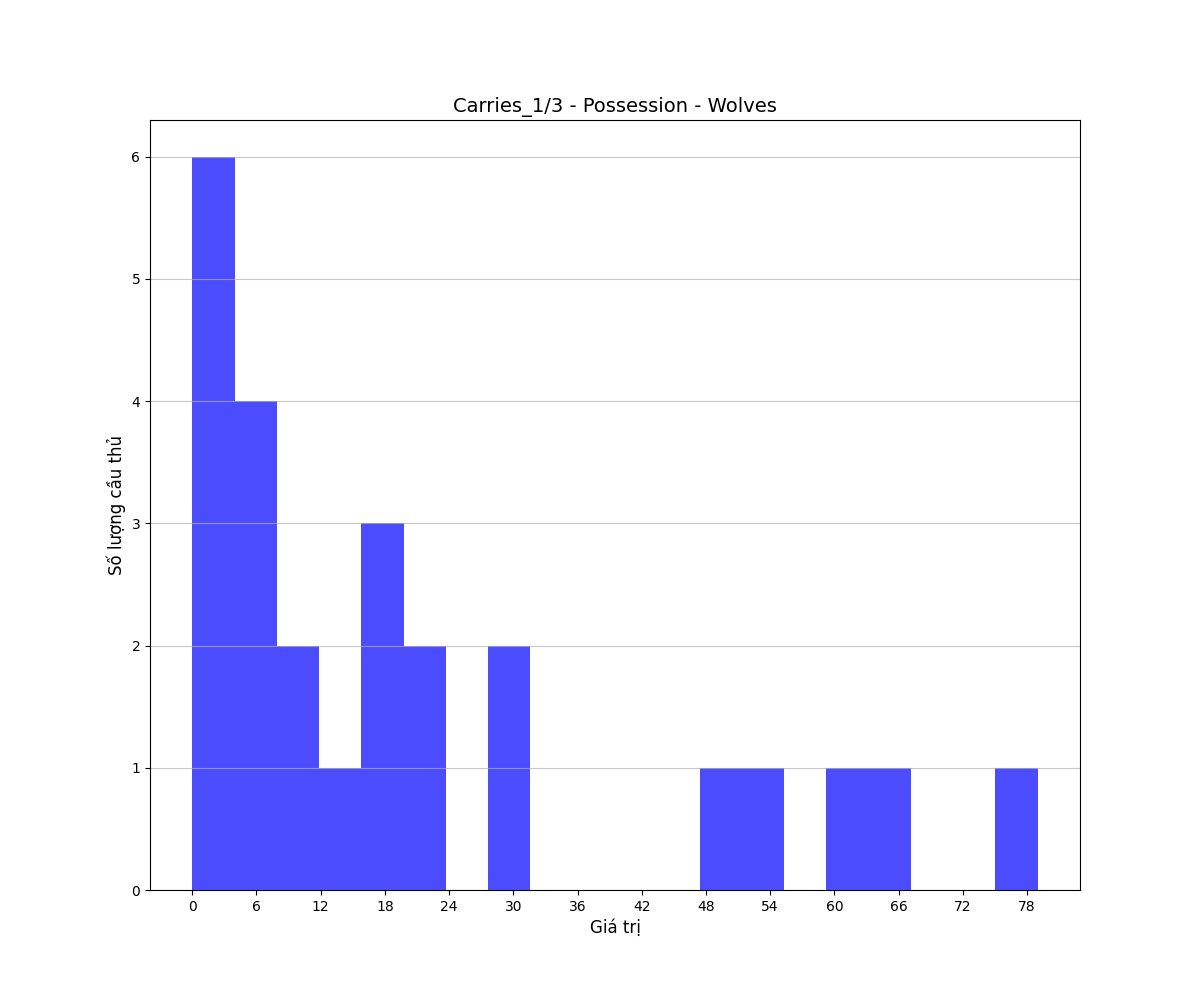 Carries_1/3 - Possession - Wolves
6
5
4
3
2
1
0
Số lượng cầu thủ
0 6 12 18 24 30 36 42 48 54 60 66 72 78
Giá trị